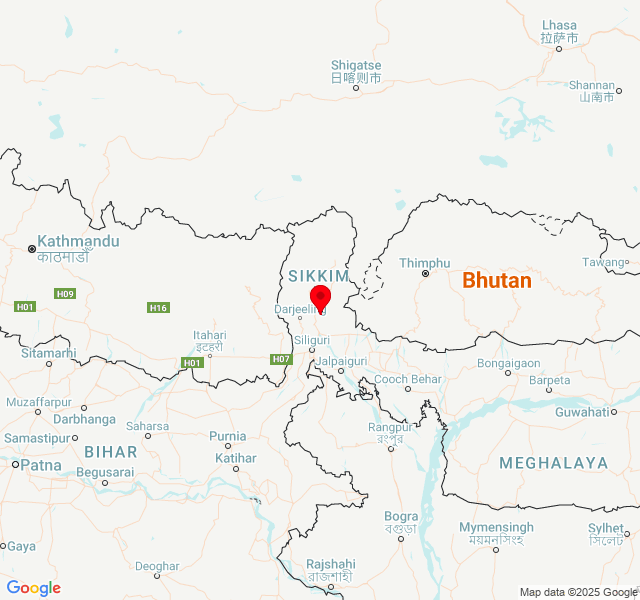 Lhasa
拉萨市
Shigatse
日喀则市
Shannan
山南市
Kathmandu
काठमाडौं
Thimphu
Tawang
SIKKIM
Bhutan
H09
H01
H16
Darjeeling
Itahari
इटहरी
Siliguri
Sitamarhi
H01
H07
Jalpaiguri
Bongaigaon
Cooch Behar
Barpeta
Muzaffarpur
Darbhanga
Guwahati
Saharsa
Rangpur
রংপুর
Samastipur
Purnia
BIHAR
Katihar
Patna
MEGHALAYA
Begusarai
Bogra
বগুড়া
Mymensingh
ময়মনসিংহ
Sylhet
সিলেট
Gaya
Deoghar
Rajshahi
রাজশাহী
Google
Map data ©2025 Google